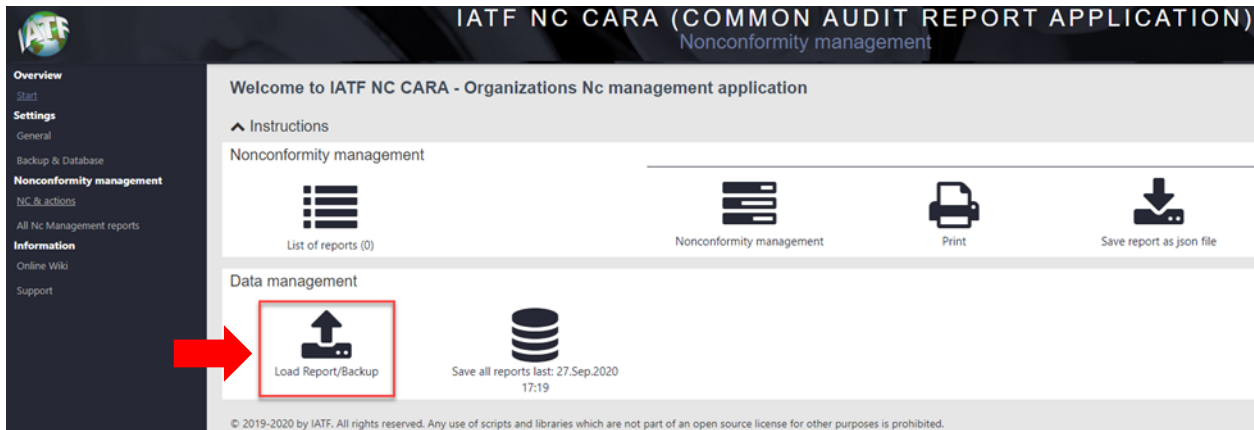 IATF
IATF NC CARA (COMMON AUDIT REPORT APPLICATION)
Nonconformity management
Overview
Start
Settings
General
Backup & Database
Nonconformity management
NC & actions
All Nc Management reports
Information
Online Wiki
Support
Welcome to IATF NC CARA - Organizations Nc management application
Instructions
Nonconformity management
List of reports (0)
Nonconformity management
Print
Save report as json file
Data management
Load Report/Backup
Save all reports last: 27.Sep.2020
17:19
© 2019-2020 by IATF. All rights reserved. Any use of scripts and libraries which are not part of an open source license for other purposes is prohibited.